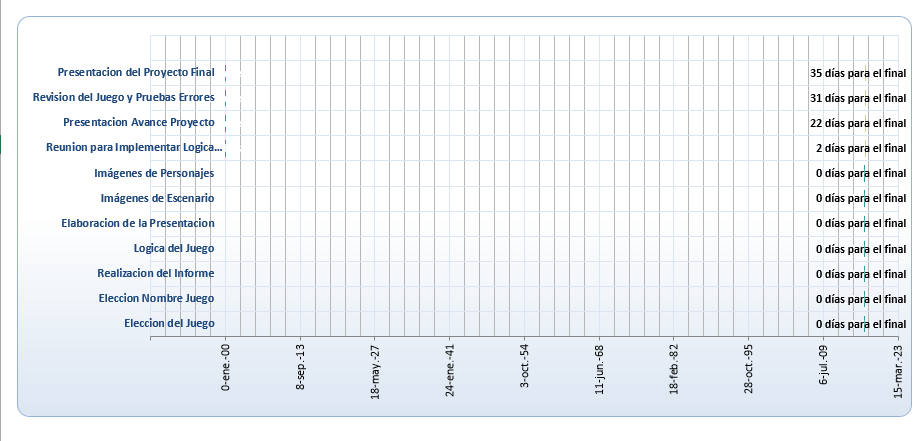 Presentacion del Proyecto Final 35 días para el final
Revision del Juego y Pruebas Errores 31 días para el final
Presentacion Avance Proyecto 22 días para el final
Reunion para Implementar Logica... 2 días para el final
Imágenes de Personajes 0 días para el final
Imágenes de Escenario 0 días para el final
Elaboracion de la Presentacion 0 días para el final
Logica del Juego 0 días para el final
Realizacion del Informe 0 días para el final
Eleccion Nombre Juego 0 días para el final
Eleccion del Juego 0 días para el final
0-ene.-00
8-sep.-13
18-may.-27
24-ene.-41
3-oct.-54
11-jun.-68
18-feb.-82
28-oct.-95
6-jul.-09
15-mar.-23